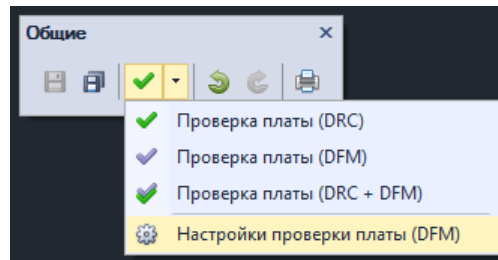 Общие
Проверка платы (DRC)
Проверка платы (DFM)
Проверка платы (DRC + DFM)
Настройки проверки платы (DFM)